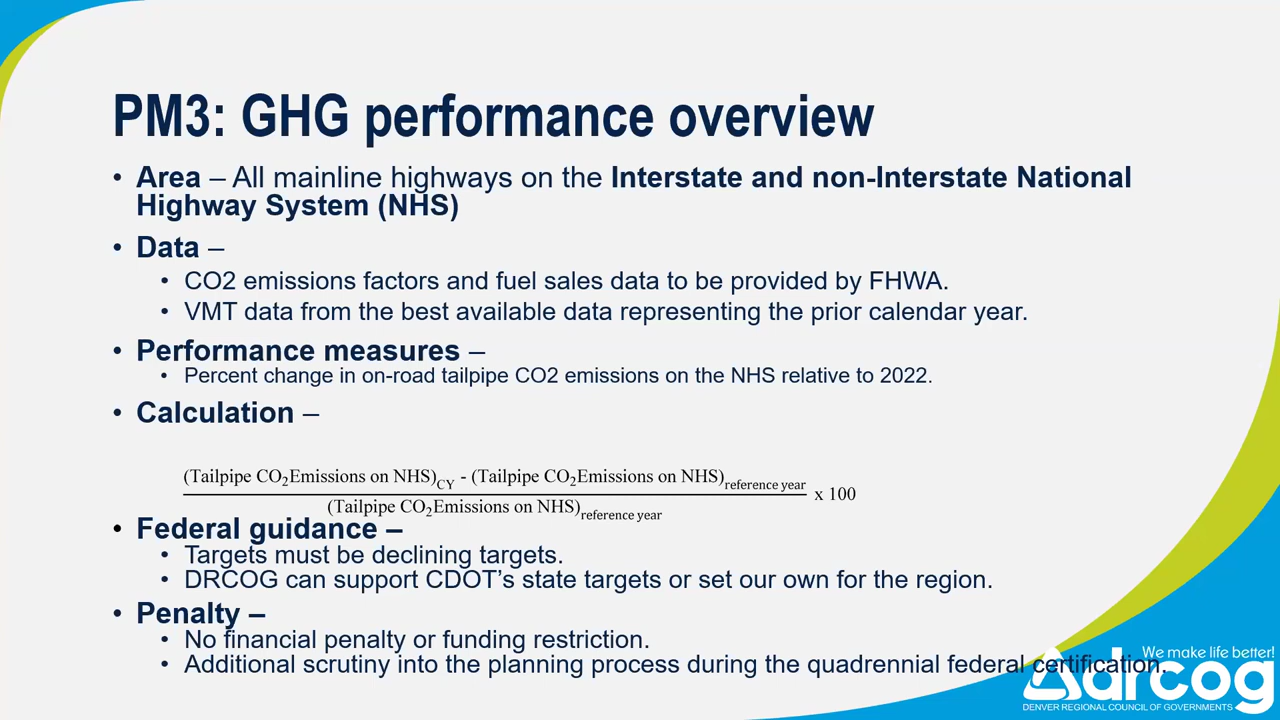 PM3: GHG performance overview
• Area – All mainline highways on the Interstate and non-Interstate National
Highway System (NHS)
• Data –
• CO2 emissions factors and fuel sales data to be provided by FHWA.
• VMT data from the best available data representing the prior calendar year.
• Performance measures –
• Percent change in on-road tailpipe CO2 emissions on the NHS relative to 2022.
• Calculation –
(Tailpipe CO₂Emissions on NHS)CY - (Tailpipe CO₂Emissions on NHS)reference year
x 100
(Tailpipe CO₂Emissions on NHS)reference year
• Federal guidance –
• Targets must be declining targets.
• DRCOG can support CDOT’s state targets or set our own for the region.
• Penalty –
• No financial penalty or funding restriction.
• Additional scrutiny into the planning process during the quadrennial federal certification.
We make life better!
drcog
DENVER REGIONAL COUNCIL OF GOVERNMENTS